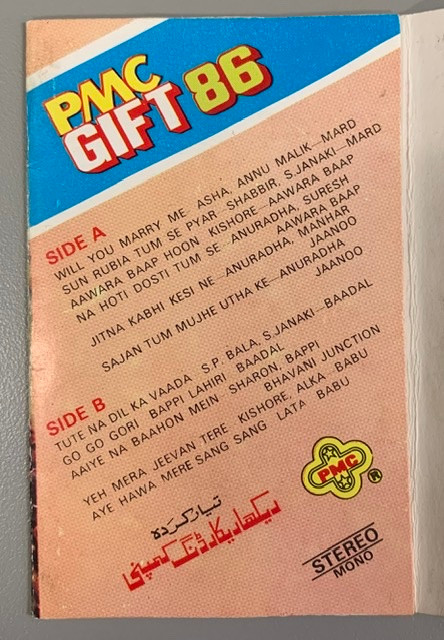 PMC
GIFT 86
SIDE A
WILL YOU MARRY ME ASHA, ANNU MALIK—MARD
SUN RUBIA TUM SE PYAR SHABBIR, S.JANAKI—MARD
AAWARA BAAP HOON KISHORE—AAWARA BAAP
NA HOTI DOSTI TUM SE—ANURADHA, SURESH
AAWARA BAAP
JITNA KABHI KESI NE—ANURADHA, MANHAR
JAANOO
SAJAN TUM MUJHE UTHA KE—ANURADHA
JAANOO
SIDE B
TUTE NA DIL KA VAADA S.P. BALA, S.JANAKI—BAADAL
GO GO GORI BAPPI LAHIRI BAADAL
AAIYE NA BAAHON MEIN SHARON, BAPPI
BHAVANI JUNCTION
YEH MERA JEEVAN TERE KISHORE, ALKA BABU
AYE HAWA MERE SANG SANG LATA BABU
تیار کرده
ریکارڈنگ کمپنی
PMC
®
STEREO
MONO